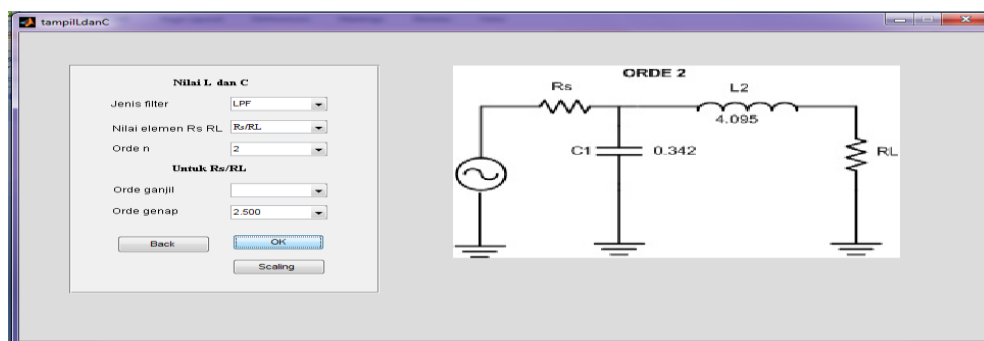 tampilLdanC
Nilai L dan C
Jenis filter LPF
Nilai elemen Rs RL Rs/RL
Orde n 2
Untuk Rs/RL
Orde ganjil
Orde genap 2.500
Back OK
Scaling
ORDE 2
Rs L2
4.095
C1 0.342 RL